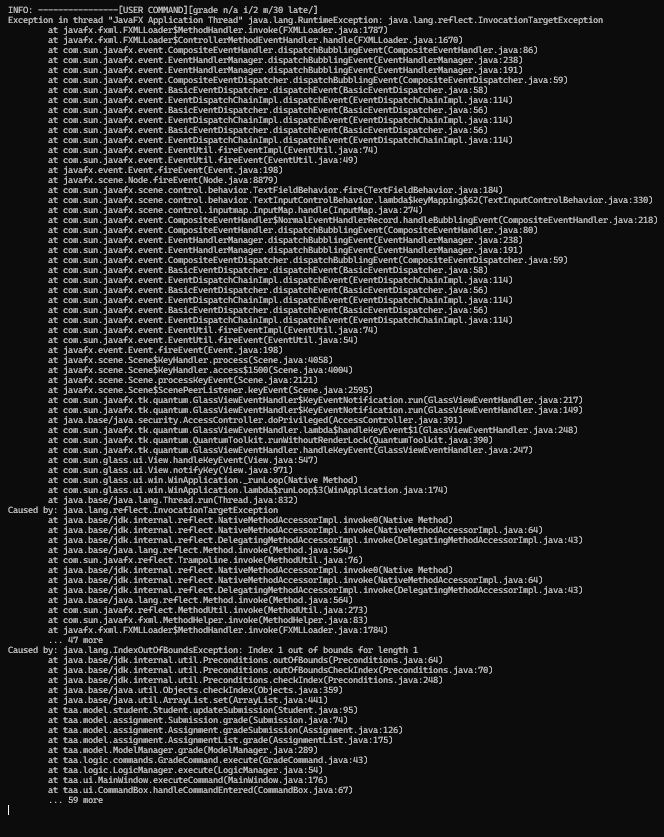 INFO: -----------------[USER COMMAND][grade n/a i/2 m/30 late/]
Exception in thread "JavaFX Application Thread" java.lang.RuntimeException: java.lang.reflect.InvocationTargetException
at javafx.fxml.FXMLLoader$MethodHandler.invoke(FXMLLoader.java:1787)
at javafx.fxml.FXMLLoader$ControllerMethodEventHandler.handle(FXMLLoader.java:1670)
at com.sun.javafx.event.CompositeEventHandler.dispatchBubblingEvent(CompositeEventHandler.java:86)
at com.sun.javafx.event.EventHandlerManager.dispatchBubblingEvent(EventHandlerManager.java:238)
at com.sun.javafx.event.EventHandlerManager.dispatchBubblingEvent(EventHandlerManager.java:191)
at com.sun.javafx.event.CompositeEventDispatcher.dispatchBubblingEvent(CompositeEventDispatcher.java:59)
at com.sun.javafx.event.BasicEventDispatcher.dispatchEvent(BasicEventDispatcher.java:58)
at com.sun.javafx.event.EventDispatchChainImpl.dispatchEvent(EventDispatchChainImpl.java:114)
at com.sun.javafx.event.BasicEventDispatcher.dispatchEvent(BasicEventDispatcher.java:56)
at com.sun.javafx.event.EventDispatchChainImpl.dispatchEvent(EventDispatchChainImpl.java:114)
at com.sun.javafx.event.BasicEventDispatcher.dispatchEvent(BasicEventDispatcher.java:56)
at com.sun.javafx.event.EventDispatchChainImpl.dispatchEvent(EventDispatchChainImpl.java:114)
at com.sun.javafx.event.EventUtil.fireEventImpl(EventUtil.java:74)
at com.sun.javafx.event.EventUtil.fireEvent(EventUtil.java:49)
at javafx.event.Event.fireEvent(Event.java:198)
at javafx.scene.Node.fireEvent(Node.java:8879)
at com.sun.javafx.scene.control.behavior.TextFieldBehavior.fire(TextFieldBehavior.java:184)
at com.sun.javafx.scene.control.behavior.TextInputControlBehavior.lambda$keyMapping$62(TextInputControlBehavior.java:330)
at com.sun.javafx.scene.control.inputmap.InputMap.handle(InputMap.java:274)
at com.sun.javafx.event.CompositeEventHandler$NormalEventHandlerRecord.handleBubblingEvent(CompositeEventHandler.java:218)
at com.sun.javafx.event.CompositeEventHandler.dispatchBubblingEvent(CompositeEventHandler.java:80)
at com.sun.javafx.event.EventHandlerManager.dispatchBubblingEvent(EventHandlerManager.java:238)
at com.sun.javafx.event.EventHandlerManager.dispatchBubblingEvent(EventHandlerManager.java:191)
at com.sun.javafx.event.CompositeEventDispatcher.dispatchBubblingEvent(CompositeEventDispatcher.java:59)
at com.sun.javafx.event.BasicEventDispatcher.dispatchEvent(BasicEventDispatcher.java:58)
at com.sun.javafx.event.EventDispatchChainImpl.dispatchEvent(EventDispatchChainImpl.java:114)
at com.sun.javafx.event.BasicEventDispatcher.dispatchEvent(BasicEventDispatcher.java:56)
at com.sun.javafx.event.EventDispatchChainImpl.dispatchEvent(EventDispatchChainImpl.java:114)
at com.sun.javafx.event.BasicEventDispatcher.dispatchEvent(BasicEventDispatcher.java:56)
at com.sun.javafx.event.EventDispatchChainImpl.dispatchEvent(EventDispatchChainImpl.java:114)
at com.sun.javafx.event.EventUtil.fireEventImpl(EventUtil.java:74)
at com.sun.javafx.event.EventUtil.fireEvent(EventUtil.java:54)
at javafx.event.Event.fireEvent(Event.java:198)
at javafx.scene.Scene$KeyHandler.process(Scene.java:4058)
at javafx.scene.Scene$KeyHandler.access$1500(Scene.java:4004)
at javafx.scene.Scene.processKeyEvent(Scene.java:2121)
at javafx.scene.Scene$ScenePeerListener.keyEvent(Scene.java:2595)
at com.sun.javafx.tk.quantum.GlassViewEventHandler$KeyEventNotification.run(GlassViewEventHandler.java:217)
at com.sun.javafx.tk.quantum.GlassViewEventHandler$KeyEventNotification.run(GlassViewEventHandler.java:149)
at java.base/java.security.AccessController.doPrivileged(AccessController.java:391)
at com.sun.javafx.tk.quantum.GlassViewEventHandler.lambda$handleKeyEvent$1(GlassViewEventHandler.java:248)
at com.sun.javafx.tk.quantum.QuantumToolkit.runWithoutRenderLock(QuantumToolkit.java:390)
at com.sun.javafx.tk.quantum.GlassViewEventHandler.handleKeyEvent(GlassViewEventHandler.java:247)
at com.sun.glass.ui.View.handleKeyEvent(View.java:547)
at com.sun.glass.ui.View.notifyKey(View.java:971)
at com.sun.glass.ui.win.WinApplication._runLoop(Native Method)
at com.sun.glass.ui.win.WinApplication.lambda$runLoop$3(WinApplication.java:174)
at java.base/java.lang.Thread.run(Thread.java:832)
Caused by: java.lang.reflect.InvocationTargetException
at java.base/jdk.internal.reflect.NativeMethodAccessorImpl.invoke0(Native Method)
at java.base/jdk.internal.reflect.NativeMethodAccessorImpl.invoke(NativeMethodAccessorImpl.java:64)
at java.base/jdk.internal.reflect.DelegatingMethodAccessorImpl.invoke(DelegatingMethodAccessorImpl.java:43)
at java.base/java.lang.reflect.Method.invoke(Method.java:564)
at com.sun.javafx.reflect.Trampoline.invoke(MethodUtil.java:76)
at java.base/jdk.internal.reflect.NativeMethodAccessorImpl.invoke0(Native Method)
at java.base/jdk.internal.reflect.NativeMethodAccessorImpl.invoke(NativeMethodAccessorImpl.java:64)
at java.base/jdk.internal.reflect.DelegatingMethodAccessorImpl.invoke(DelegatingMethodAccessorImpl.java:43)
at java.base/java.lang.reflect.Method.invoke(Method.java:564)
at com.sun.javafx.reflect.MethodUtil.invoke(MethodUtil.java:273)
at com.sun.javafx.fxml.MethodHelper.invoke(MethodHelper.java:83)
at javafx.fxml.FXMLLoader$MethodHandler.invoke(FXMLLoader.java:1784)
... 47 more
Caused by: java.lang.IndexOutOfBoundsException: Index 1 out of bounds for length 1
at java.base/jdk.internal.util.Preconditions.outOfBounds(Preconditions.java:64)
at java.base/jdk.internal.util.Preconditions.outOfBoundsCheckIndex(Preconditions.java:70)
at java.base/jdk.internal.util.Preconditions.checkIndex(Preconditions.java:248)
at java.base/java.util.Objects.checkIndex(Objects.java:359)
at java.base/java.util.ArrayList.set(ArrayList.java:441)
at taa.model.student.Student.updateSubmission(Student.java:95)
at taa.model.assignment.Submission.grade(Submission.java:74)
at taa.model.assignment.Assignment.gradeSubmission(Assignment.java:126)
at taa.model.assignment.AssignmentList.grade(AssignmentList.java:175)
at taa.model.ModelManager.grade(ModelManager.java:289)
at taa.logic.commands.GradeCommand.execute(GradeCommand.java:43)
at taa.logic.LogicManager.execute(LogicManager.java:54)
at taa.ui.MainWindow.executeCommand(MainWindow.java:176)
at taa.ui.CommandBox.handleCommandEntered(CommandBox.java:67)
... 59 more